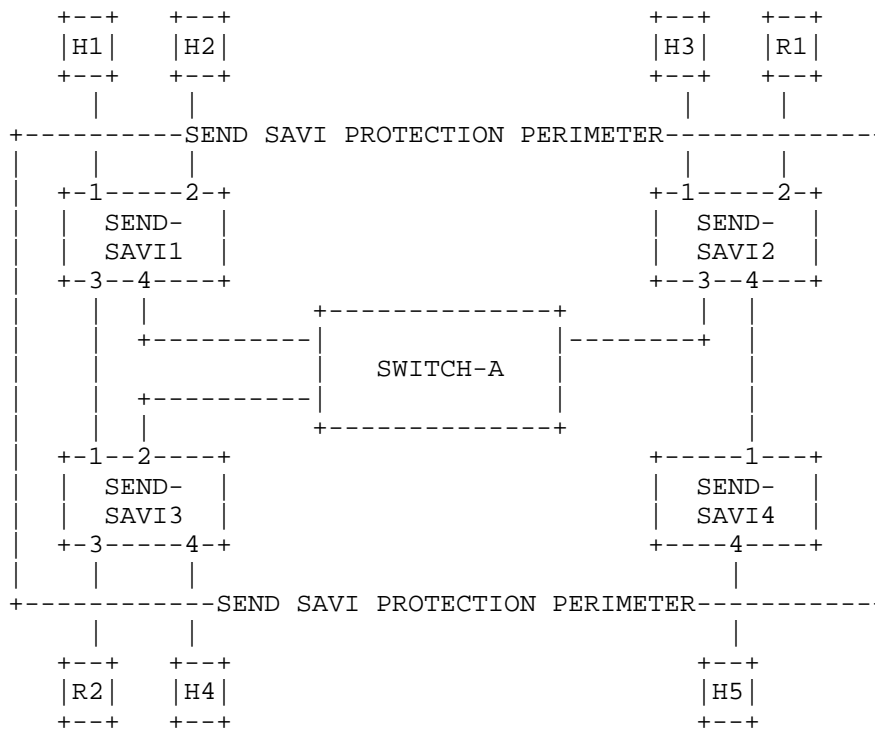 H1 H2 H3 R1
SEND SAVI PROTECTION PERIMETER
1 2 1 2
SEND- SEND-
SAVI1 SAVI2
3 4 3 4
SWITCH-A
1 2 1
SEND- SEND-
SAVI3 SAVI4
3 4 4
SEND SAVI PROTECTION PERIMETER
R2 H4 H5